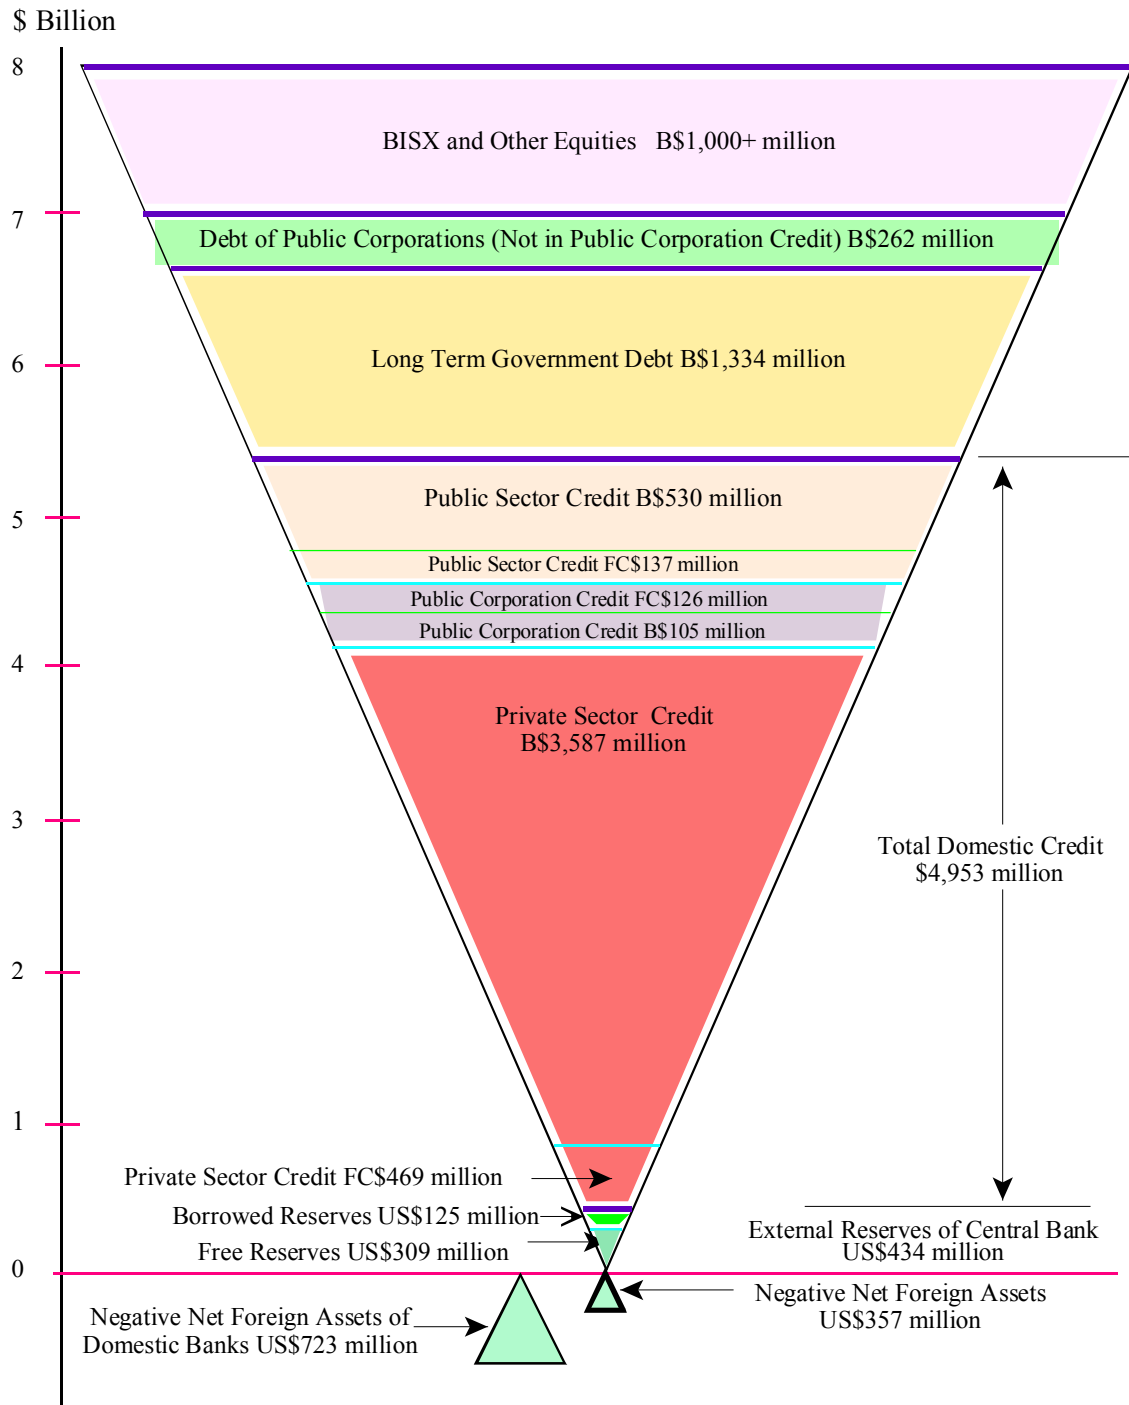 $ Billion
8
BISX and Other Equities B$1,000+ million
7
Debt of Public Corporations (Not in Public Corporation Credit) B$262 million
6
Long Term Government Debt B$1,334 million
5
Public Sector Credit B$530 million
Public Sector Credit FC$137 million
Public Corporation Credit FC$126 million
Public Corporation Credit B$105 million
4
Private Sector Credit
B$3,587 million
3
Total Domestic Credit
$4,953 million
2
1
Private Sector Credit FC$469 million
Borrowed Reserves US$125 million
Free Reserves US$309 million
External Reserves of Central Bank
US$434 million
0
Negative Net Foreign Assets of
Domestic Banks US$723 million
Negative Net Foreign Assets
US$357 million